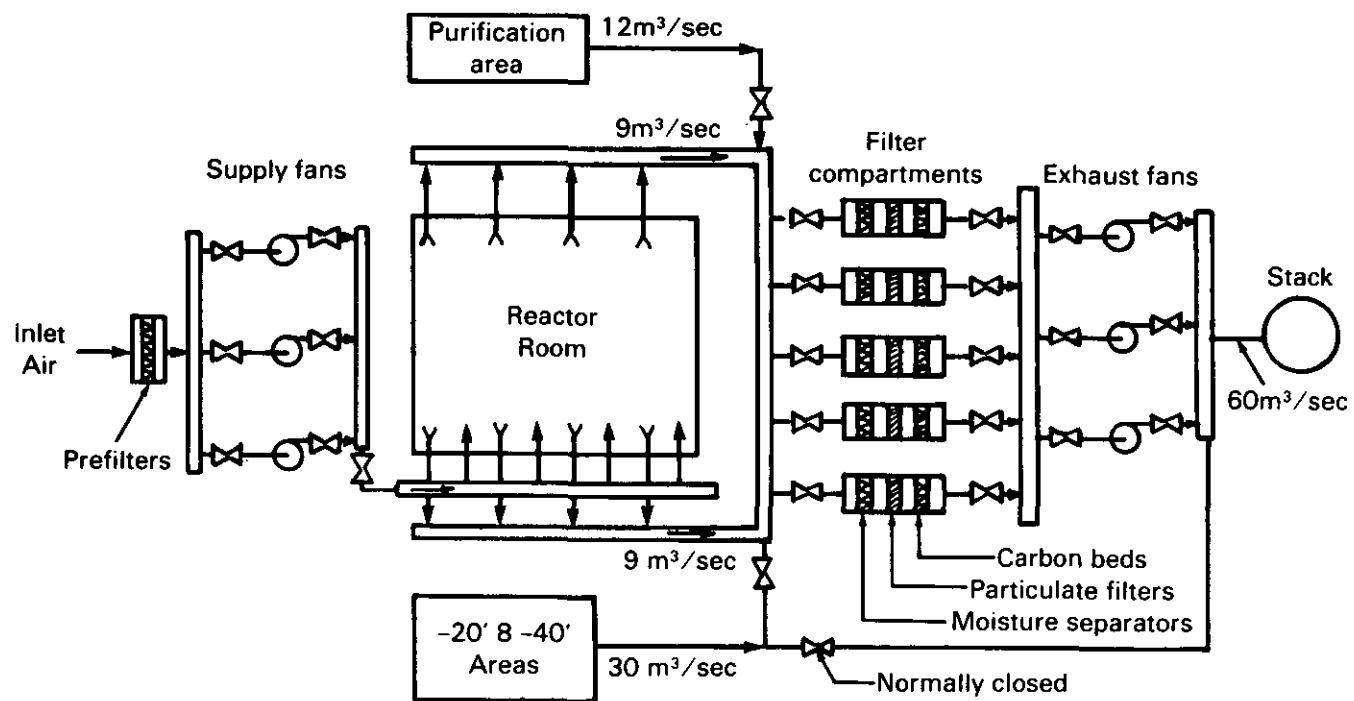 Purification
area
12m³/sec
9m³/sec
Supply fans
Filter
compartments
Exhaust fans
Stack
Inlet
Air
Reactor
Room
Prefilters
60m³/sec
9 m³/sec
Carbon beds
Particulate filters
Moisture separators
-20' 8 -40'
Areas
30 m³/sec
Normally closed